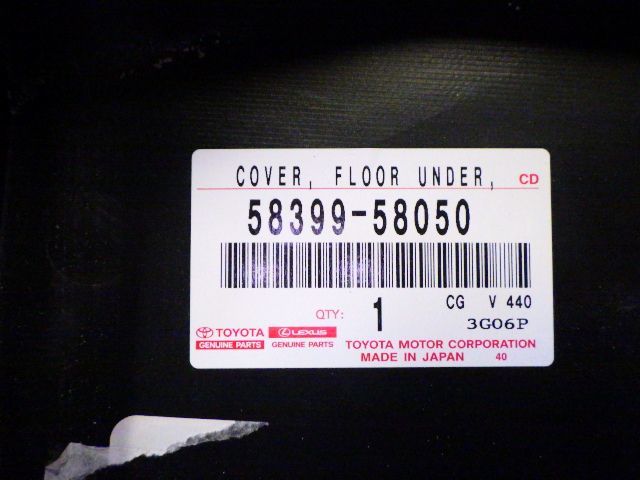 COVER, FLOOR UNDER, CD
58399-58050
CG V 440
QTY: 1
3G06P
TOYOTA LEXUS
GENUINE PARTS GENUINE PARTS
TOYOTA MOTOR CORPORATION
MADE IN JAPAN 40